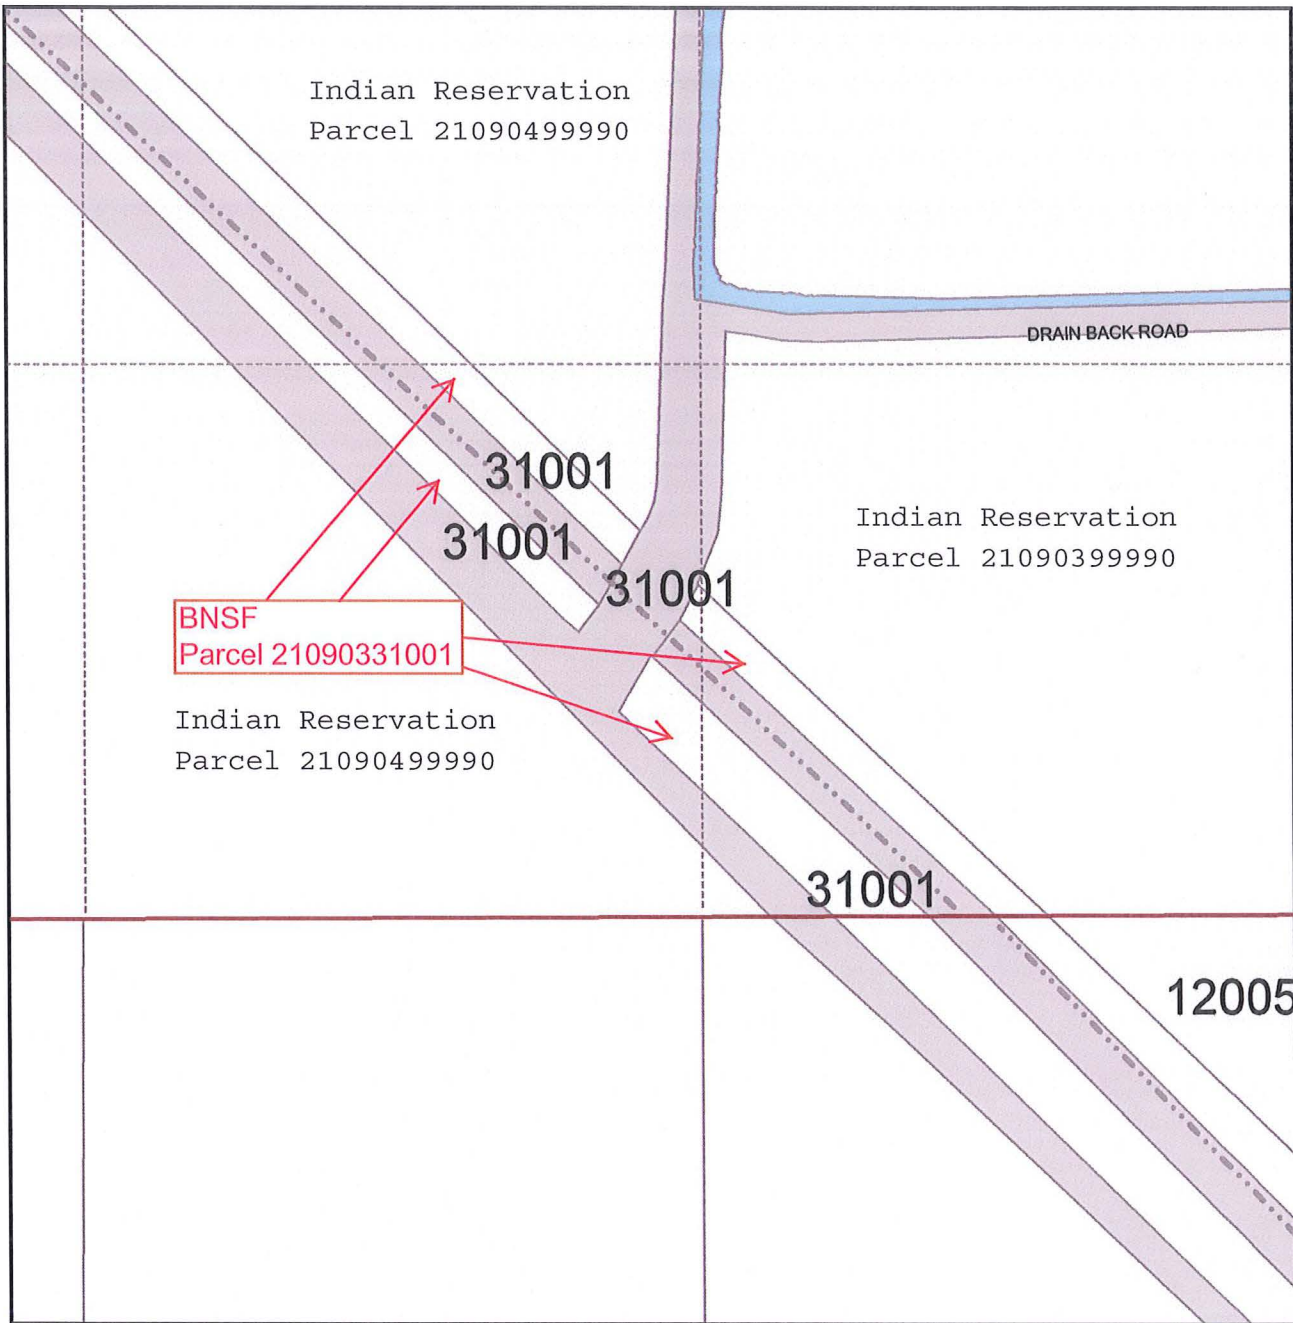 Indian Reservation
Parcel 21090499990
DRAIN BACK ROAD
31001
31001
Indian Reservation
Parcel 21090399990
31001
BNSF
Parcel 21090331001
Indian Reservation
Parcel 21090499990
31001
12005